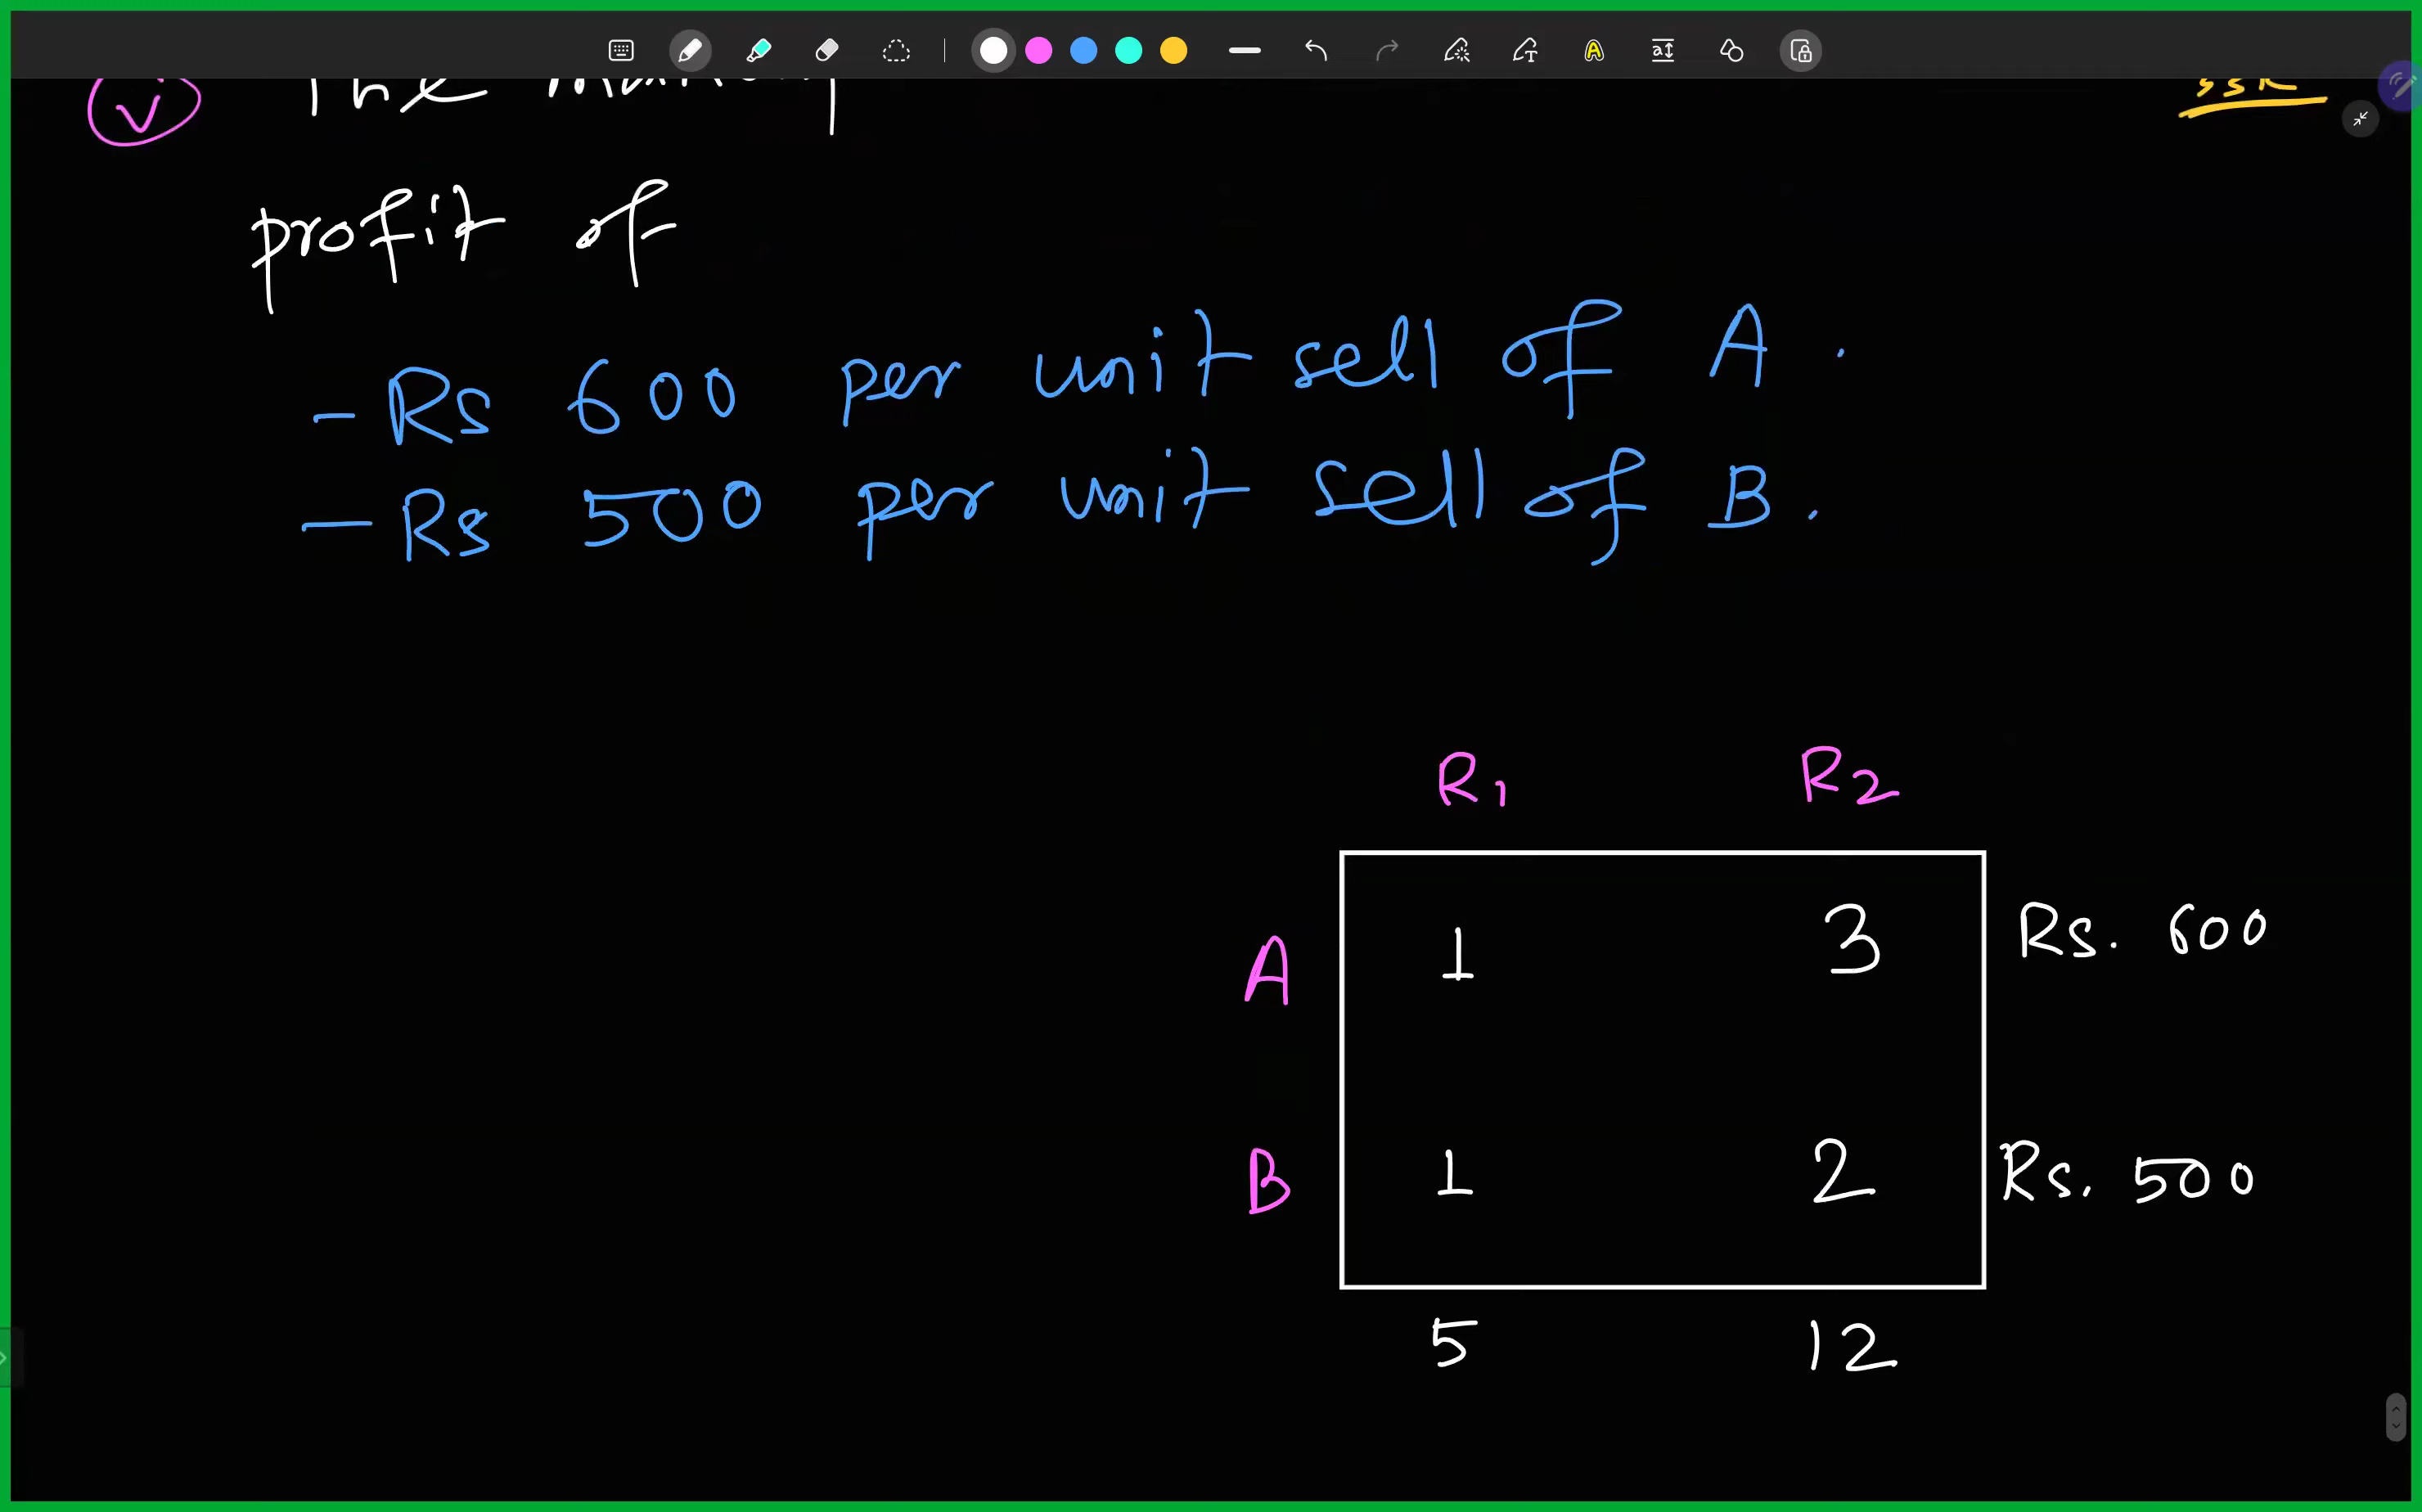 V The
profit of
- Rs 600 per unit sell of A.
- Rs 500 per unit sell of B.
R1 R2
A 1 3 Rs. 600
B 1 2 Rs. 500
5 12